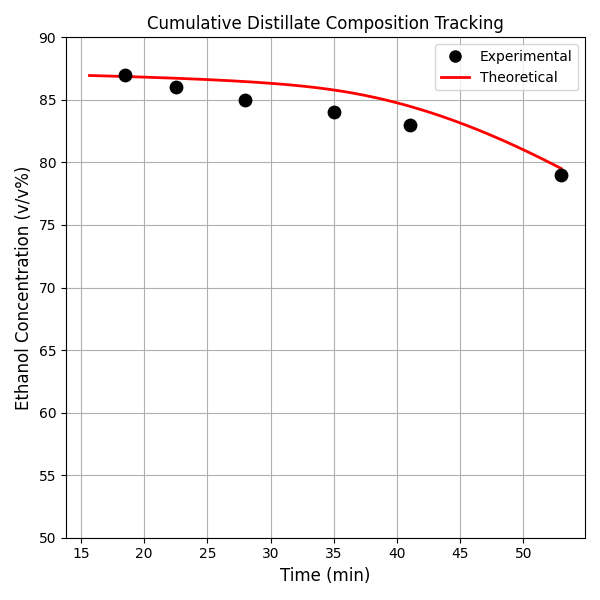 Cumulative Distillate Composition Tracking
Experimental
Theoretical
Ethanol Concentration (v/v%)
90
85
80
75
70
65
60
55
50
15 20 25 30 35 40 45 50
Time (min)